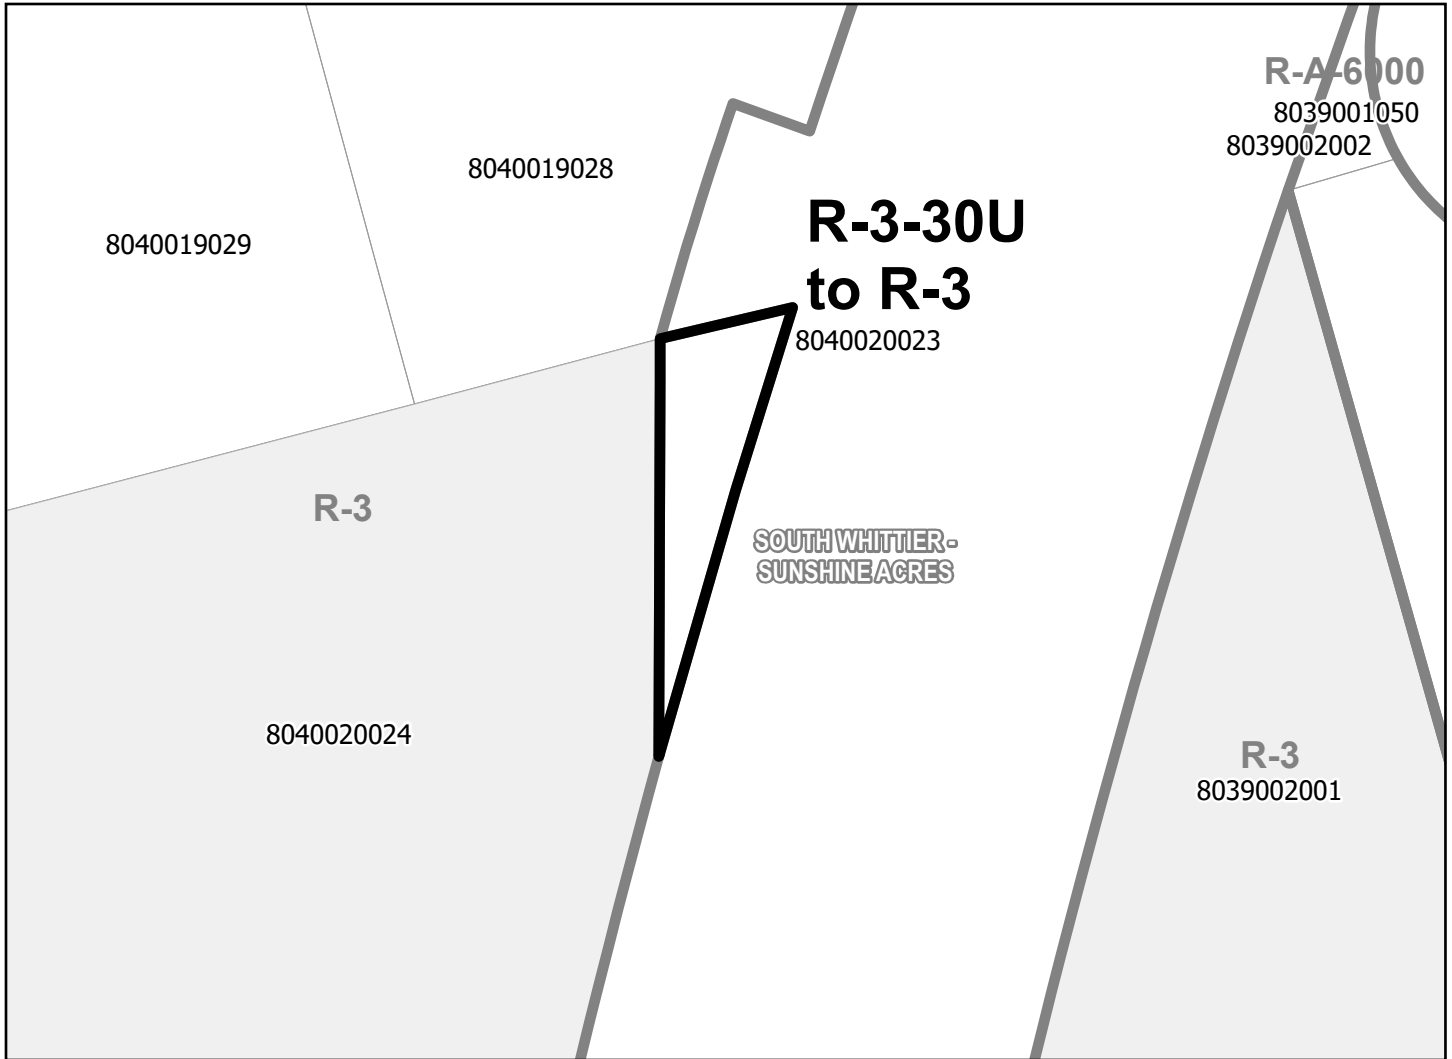 R-A-6000
8039001050
8039002002
8040019028
8040019029
R-3-30U
to R-3
8040020023
R-3
SOUTH WHITTIER -
SUNSHINE ACRES
8040020024
R-3
8039002001